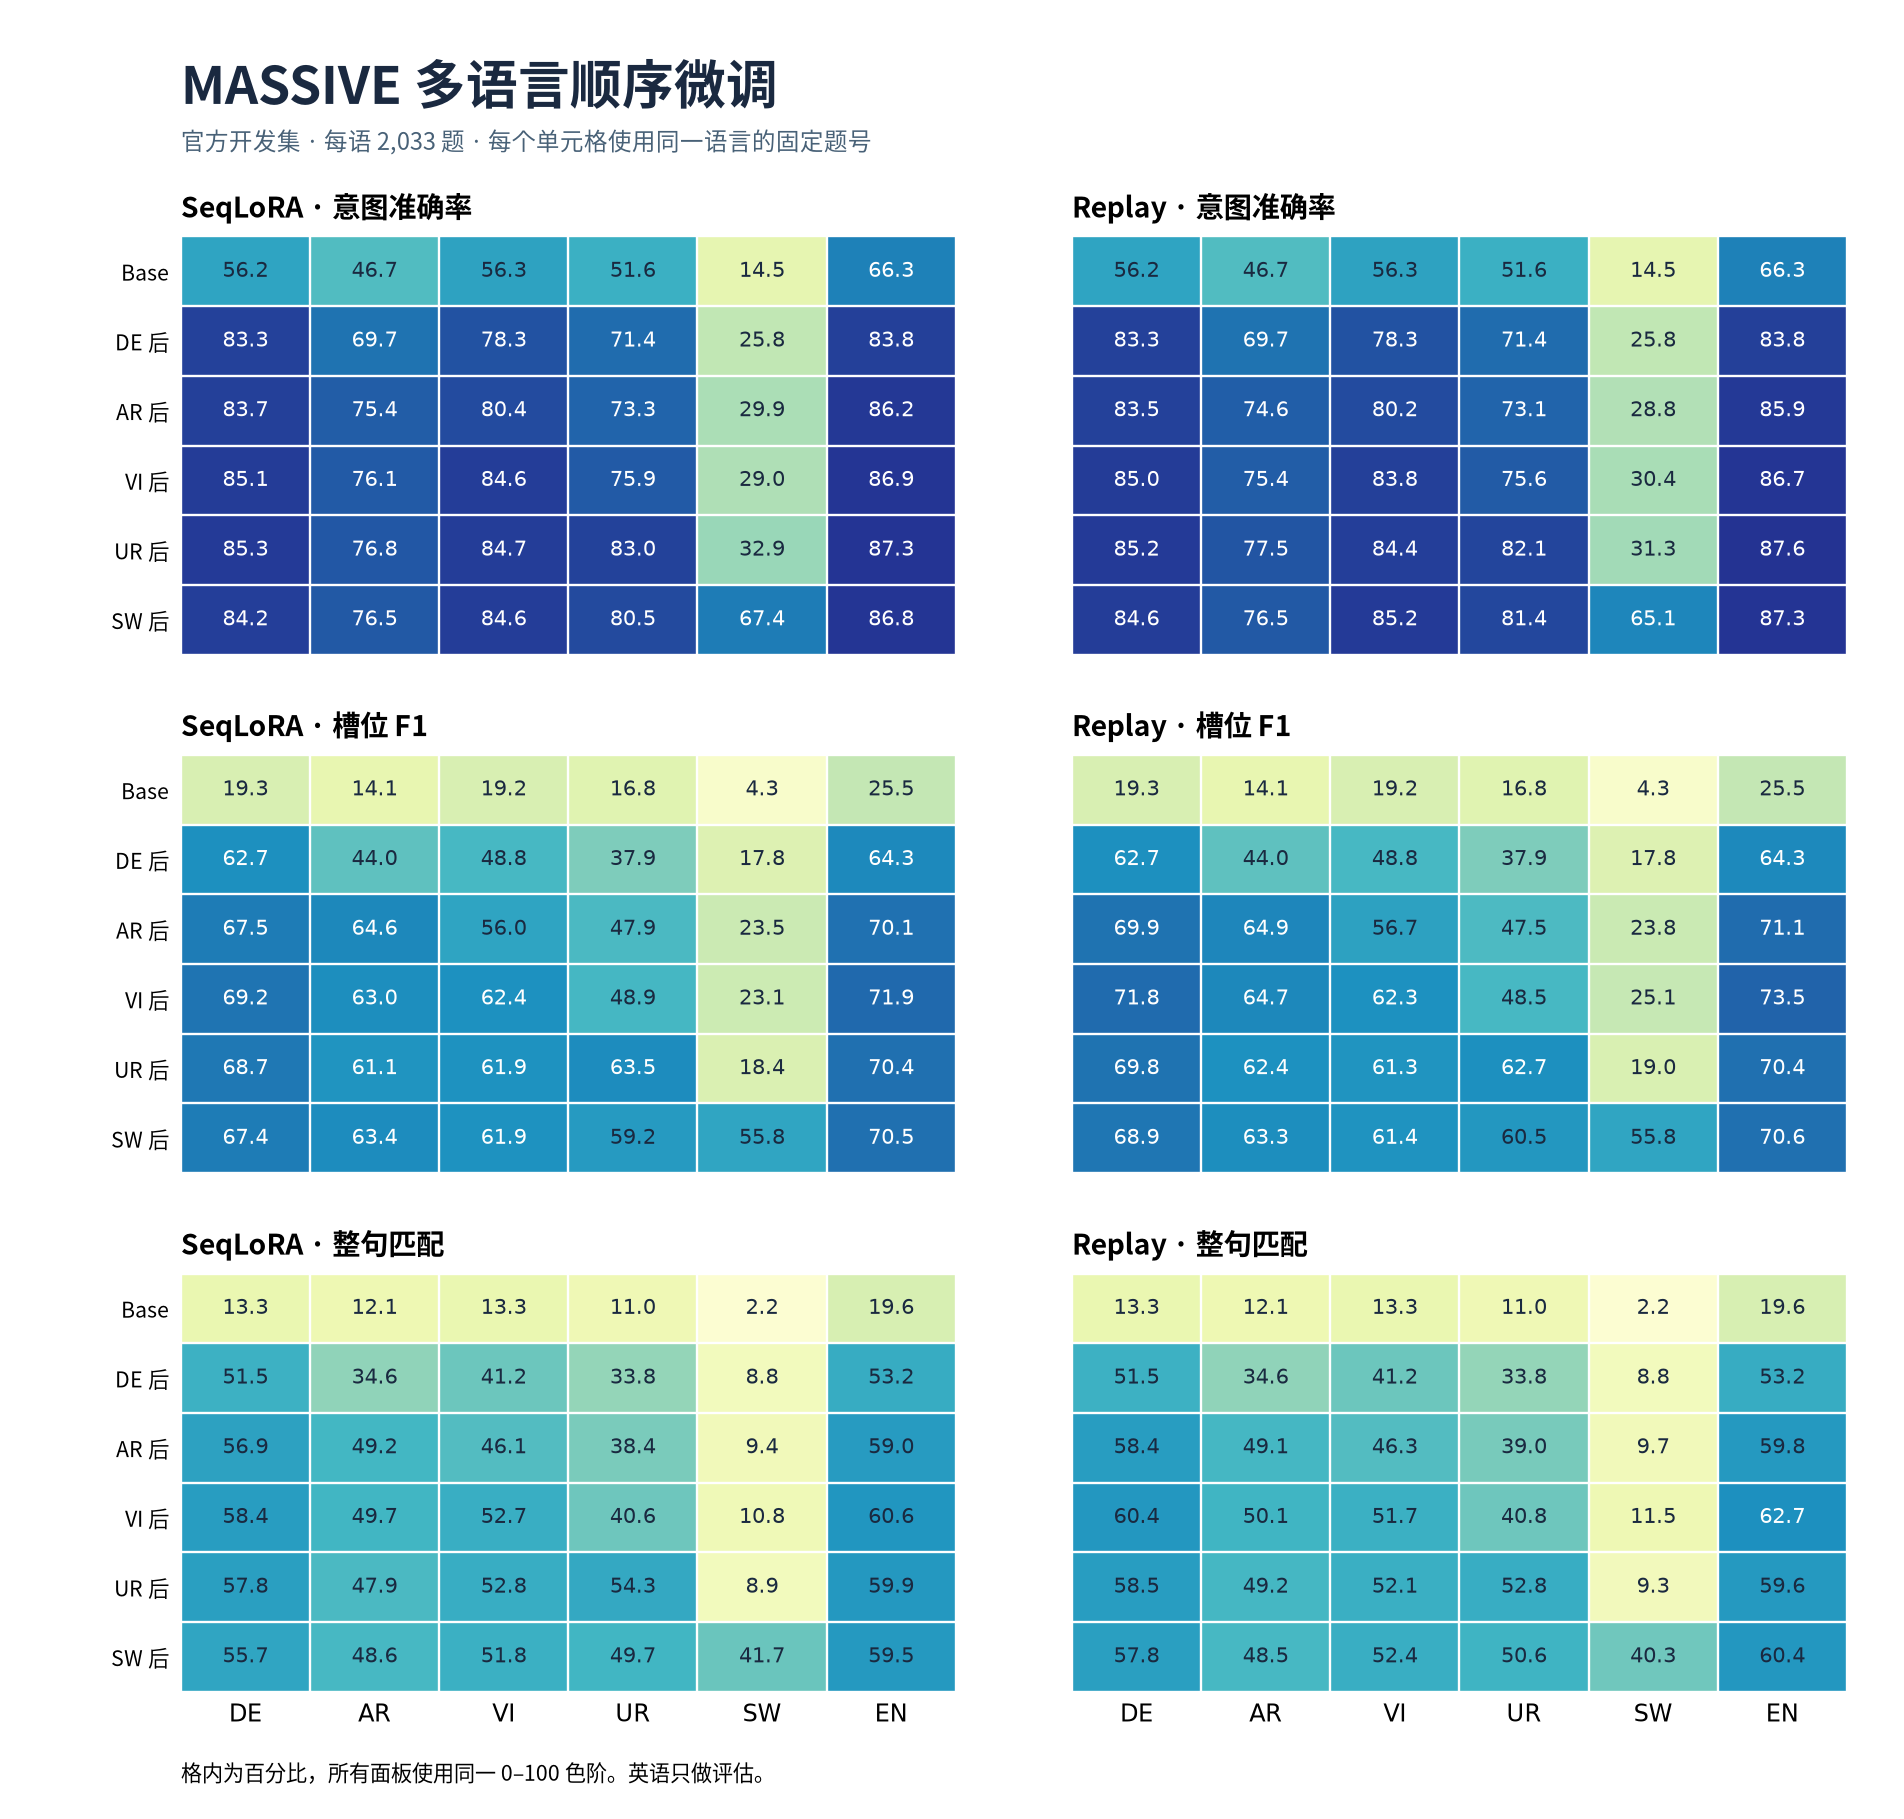 MASSIVE 多语言顺序微调
官方开发集 · 每语 2,033 题 · 每个单元格使用同一语言的固定题号
SeqLoRA · 意图准确率
Base 56.2 46.7 56.3 51.6 14.5 66.3
DE 后 83.3 69.7 78.3 71.4 25.8 83.8
AR 后 83.7 75.4 80.4 73.3 29.9 86.2
VI 后 85.1 76.1 84.6 75.9 29.0 86.9
UR 后 85.3 76.8 84.7 83.0 32.9 87.3
SW 后 84.2 76.5 84.6 80.5 67.4 86.8
Replay · 意图准确率
56.2 46.7 56.3 51.6 14.5 66.3
83.3 69.7 78.3 71.4 25.8 83.8
83.5 74.6 80.2 73.1 28.8 85.9
85.0 75.4 83.8 75.6 30.4 86.7
85.2 77.5 84.4 82.1 31.3 87.6
84.6 76.5 85.2 81.4 65.1 87.3
SeqLoRA · 槽位 F1
Base 19.3 14.1 19.2 16.8 4.3 25.5
DE 后 62.7 44.0 48.8 37.9 17.8 64.3
AR 后 67.5 64.6 56.0 47.9 23.5 70.1
VI 后 69.2 63.0 62.4 48.9 23.1 71.9
UR 后 68.7 61.1 61.9 63.5 18.4 70.4
SW 后 67.4 63.4 61.9 59.2 55.8 70.5
Replay · 槽位 F1
19.3 14.1 19.2 16.8 4.3 25.5
62.7 44.0 48.8 37.9 17.8 64.3
69.9 64.9 56.7 47.5 23.8 71.1
71.8 64.7 62.3 48.5 25.1 73.5
69.8 62.4 61.3 62.7 19.0 70.4
68.9 63.3 61.4 60.5 55.8 70.6
SeqLoRA · 整句匹配
Base 13.3 12.1 13.3 11.0 2.2 19.6
DE 后 51.5 34.6 41.2 33.8 8.8 53.2
AR 后 56.9 49.2 46.1 38.4 9.4 59.0
VI 后 58.4 49.7 52.7 40.6 10.8 60.6
UR 后 57.8 47.9 52.8 54.3 8.9 59.9
SW 后 55.7 48.6 51.8 49.7 41.7 59.5
DE AR VI UR SW EN
Replay · 整句匹配
13.3 12.1 13.3 11.0 2.2 19.6
51.5 34.6 41.2 33.8 8.8 53.2
58.4 49.1 46.3 39.0 9.7 59.8
60.4 50.1 51.7 40.8 11.5 62.7
58.5 49.2 52.1 52.8 9.3 59.6
57.8 48.5 52.4 50.6 40.3 60.4
DE AR VI UR SW EN
格内为百分比，所有面板使用同一 0–100 色阶。英语只做评估。